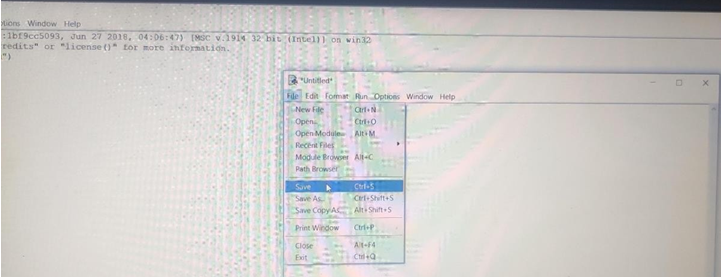 tions Window Help
:1bf9cc5093, Jun 27 2018, 04:06:47) [MSC v.1914 32 bit (Intel)] on win32
redits" or "license()" for more information.
")
*Untitled*
File Edit Format Run Options Window Help
New File Ctrl+N
Open... Ctrl+O
Open Module... Alt+M
Recent Files
Module Browser Alt+C
Path Browser
Save Ctrl+S
Save As... Ctrl+Shift+S
Save Copy As... Alt+Shift+S
Print Window Ctrl+P
Close Alt+F4
Exit Ctrl+Q